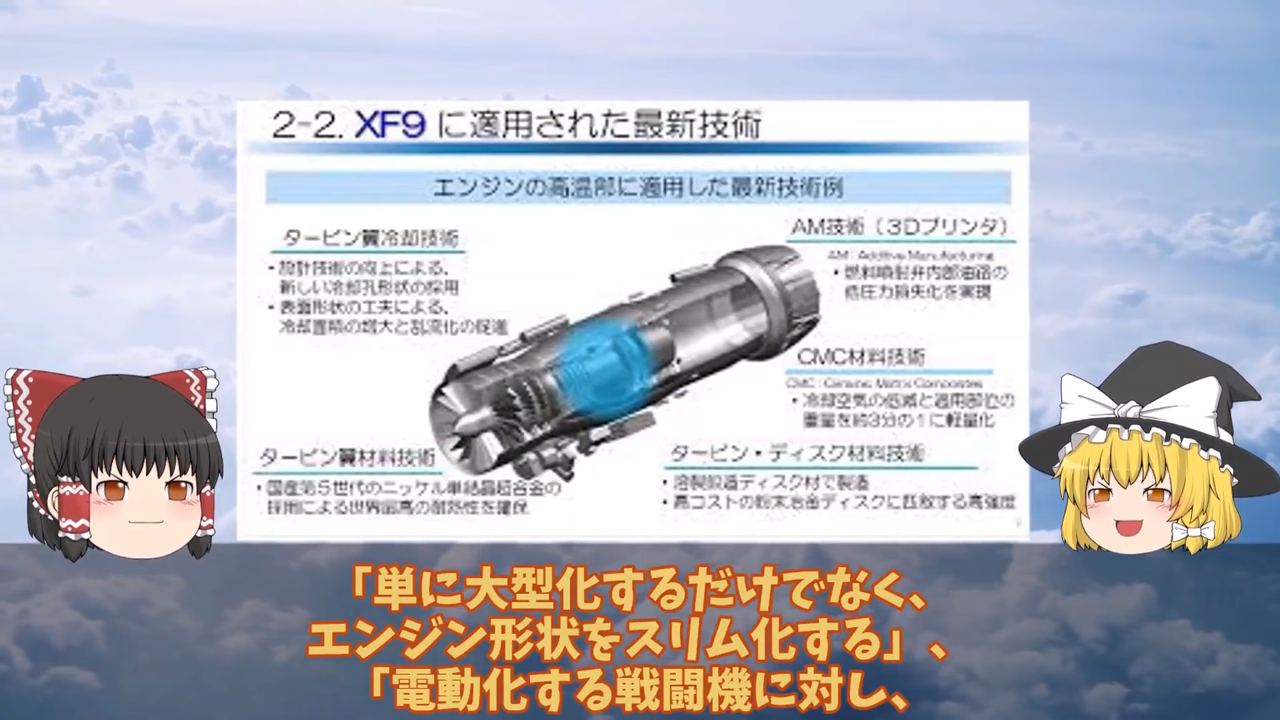 2-2. XF9 に適用された最新技術
エンジンの高温部に適用した最新技術例
タービン翼冷却技術
・設計技術の向上による、
新しい冷却孔形状の採用
・表面形状の工夫による、
冷却面積の増大と乱流化の促進
AM技術（3Dプリンタ）
AM : Additive Manufacturing
・燃料噴射弁内部油路の
低圧力損失化を実現
CMC材料技術
CMC : Ceramic Matrix Composites
・冷却空気の低減と適用部位の
重量を約3分の1に軽量化
タービン翼材料技術
・国産第5世代のニッケル単結晶超合金の
採用による世界最高の耐熱性を確保
タービン・ディスク材料技術
・溶製鍛造ディスク材で製造
・高コストの粉末冶金ディスクに匹敵する高強度
「単に大型化するだけでなく、
エンジン形状をスリム化する」、
「電動化する戦闘機に対し、